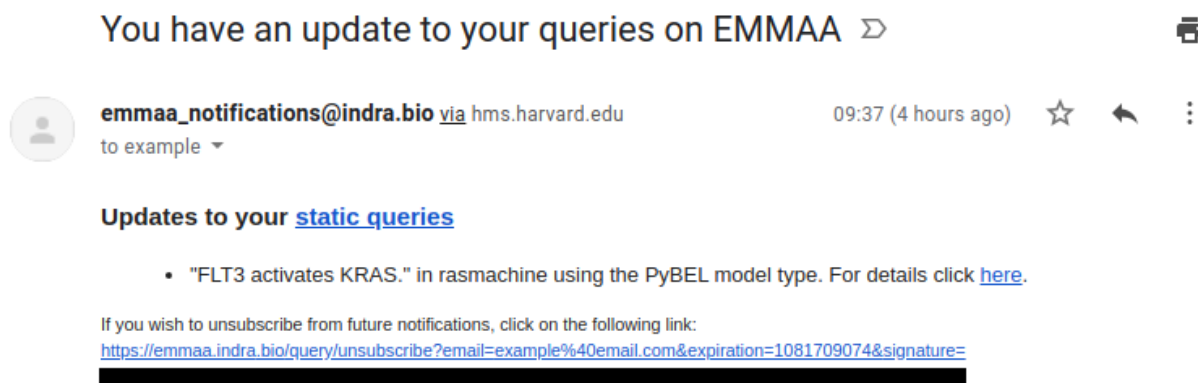 You have an update to your queries on EMMAA
emmaa_notifications@indra.bio via hms.harvard.edu 09:37 (4 hours ago)
to example
Updates to your static queries
• "FLT3 activates KRAS." in rasmachine using the PyBEL model type. For details click here.
If you wish to unsubscribe from future notifications, click on the following link:
https://emmaa.indra.bio/query/unsubscribe?email=example%40email.com&expiration=1081709074&signature=